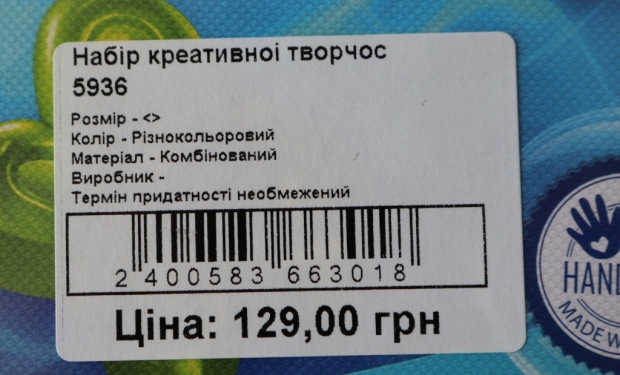 Набір креативної творчос
5936
Розмір - <>
Колір - Різнокольоровий
Матеріал - Комбінований
Виробник -
Термін придатності необмежений
2 400583 663018
Ціна: 129,00 грн
HAND
MADE W